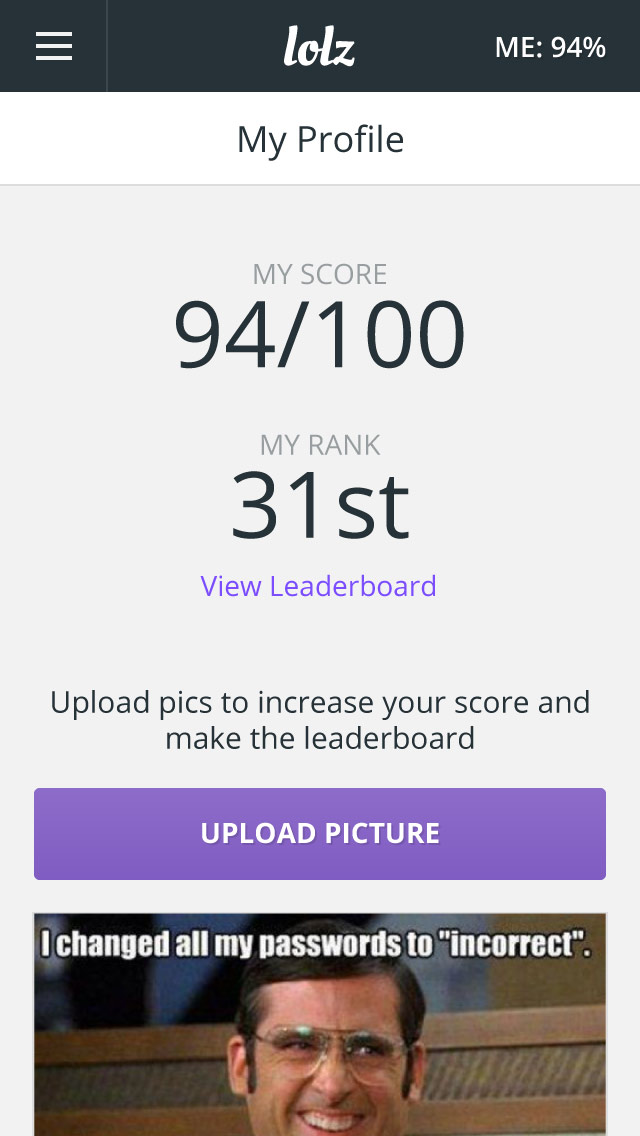 lolz
ME: 94%
My Profile
MY SCORE
94/100
MY RANK
31st
View Leaderboard
Upload pics to increase your score and
make the leaderboard
UPLOAD PICTURE
I changed all my passwords to "incorrect".